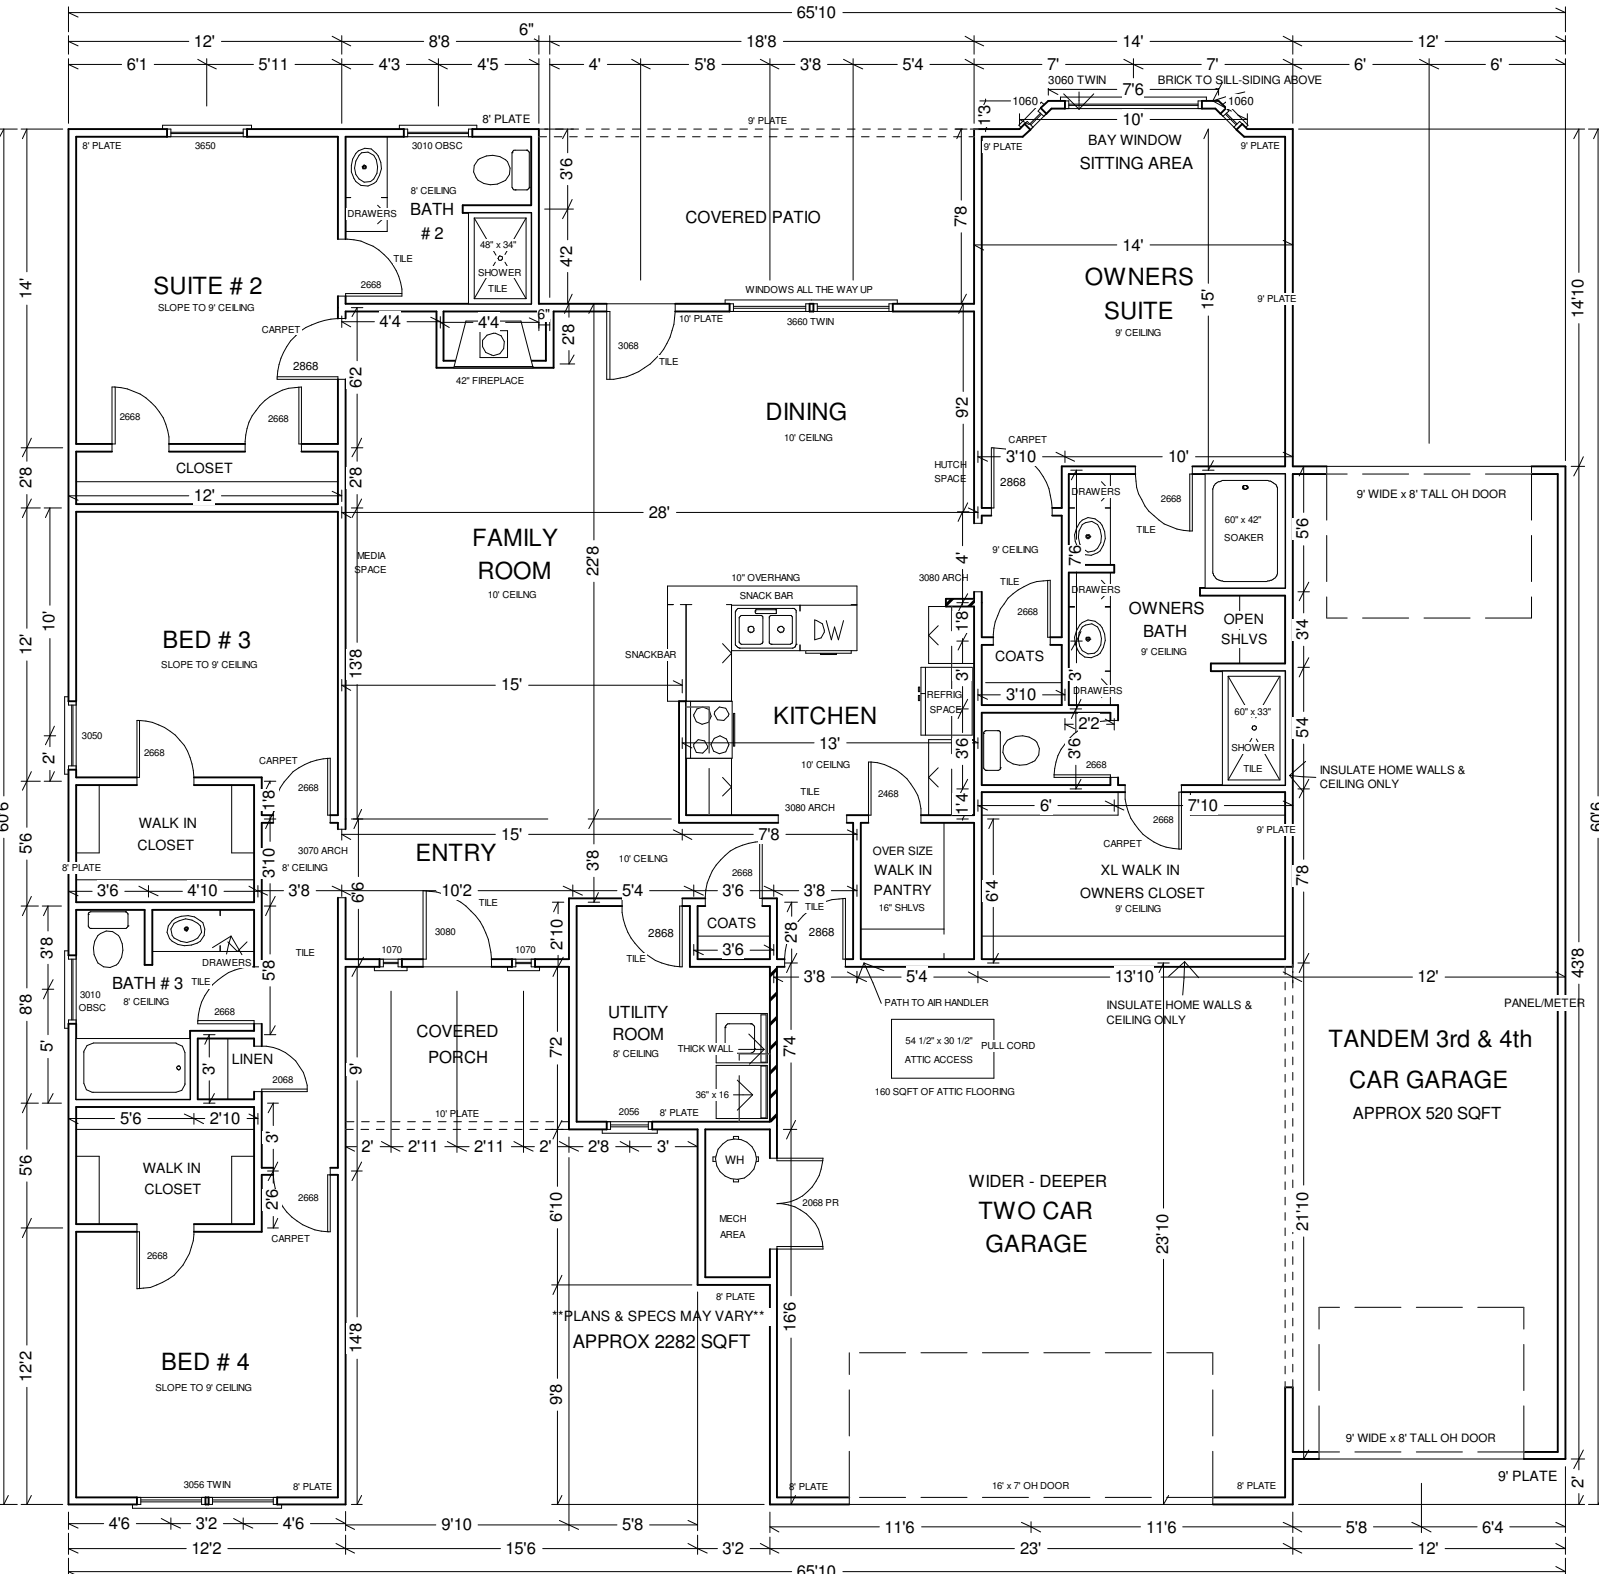 65'10
12'
8'8
6"
18'8
14'
12'
6'1
5'11
4'3
4'5
4'
5'8
3'8
5'4
7'
7'
6'
6'
3060 TWIN
BRICK TO SILL-SIDING ABOVE
7'6
1060
1060
1'3
10'
8' PLATE
9' PLATE
8' PLATE
3650
3010 OBSC
9' PLATE
BAY WINDOW
SITTING AREA
9' PLATE
8' CEILING
BATH
# 2
DRAWERS
3'6
COVERED PATIO
7'8
14'
14'
48" x 34"
SHOWER
TILE
4'2
TILE
2668
SUITE # 2
SLOPE TO 9' CEILING
OWNERS
SUITE
9' CEILING
15'
9' PLATE
14'10
WINDOWS ALL THE WAY UP
CARPET
4'4
4'4
6"
2'8
10' PLATE
3660 TWIN
3068
TILE
2868
6'2
42" FIREPLACE
2668
2668
DINING
10' CEILNG
9'2
CARPET
3'10
10'
CLOSET
2'8
2'8
12'
HUTCH
SPACE
2868
DRAWERS
2668
TILE
60" x 42"
SOAKER
9' WIDE x 8' TALL OH DOOR
28'
5'6
FAMILY
ROOM
10' CEILNG
MEDIA
SPACE
22'8
4'
9' CEILING
7'6
10" OVERHANG
SNACK BAR
3080 ARCH
TILE
DRAWERS
2668
1'8
DW
OWNERS
BATH
9' CEILING
OPEN
SHLVS
3'4
10'
12'
BED # 3
SLOPE TO 9' CEILING
13'8
SNACKBAR
COATS
15'
3'
REFRIG
SPACE
3'10
3'
DRAWERS
2'2
60" x 33"
SHOWER
TILE
5'4
KITCHEN
13'
10' CEILNG
TILE
3080 ARCH
3'6
3'6
2668
3050
2'
2668
CARPET
2668
2468
1'4
6'
7'10
INSULATE HOME WALLS &
CEILING ONLY
60'6
60'6
1'8
WALK IN
CLOSET
5'6
15'
7'8
2668
9' PLATE
CARPET
3070 ARCH
8' CEILING
3'10
8' PLATE
ENTRY
10' CEILNG
3'8
2668
OVER SIZE
WALK IN
PANTRY
16" SHLVS
6'4
XL WALK IN
OWNERS CLOSET
9' CEILING
7'8
3'6
4'10
3'8
6'6
10'2
5'4
3'6
3'8
TILE
3080
2'10
2868
TILE
COATS
3'6
TILE
2'8
2868
1070
1070
3'8
8'8
TILE
5'8
DRAWERS
BATH # 3
8' CEILING
TILE
3010
OBSC
2668
3'8
5'4
13'10
12'
43'8
PATH TO AIR HANDLER
INSULATE HOME WALLS &
CEILING ONLY
PANEL/METER
5'
UTILITY
ROOM
8' CEILING
THICK WALL
COVERED
PORCH
7'2
7'4
54 1/2" x 30 1/2"
ATTIC ACCESS
PULL CORD
160 SQFT OF ATTIC FLOORING
TANDEM 3rd & 4th
CAR GARAGE
APPROX 520 SQFT
LINEN
3'
2068
9'
36" x 16
2056
8' PLATE
10' PLATE
5'6
2'10
3'
2'
2'11
2'11
2'
2'8
3'
5'6
WALK IN
CLOSET
2'6
2668
CARPET
2668
WH
MECH
AREA
2068 PR
6'10
WIDER - DEEPER
TWO CAR
GARAGE
23'10
21'10
8' PLATE
**PLANS & SPECS MAY VARY**
APPROX 2282 SQFT
16'6
12'2
BED # 4
SLOPE TO 9' CEILING
14'8
9'8
9' WIDE x 8' TALL OH DOOR
9' PLATE
2'
3056 TWIN
8' PLATE
8' PLATE
16' x 7' OH DOOR
8' PLATE
4'6
3'2
4'6
9'10
5'8
11'6
11'6
5'8
6'4
12'2
15'6
3'2
23'
12'
65'10